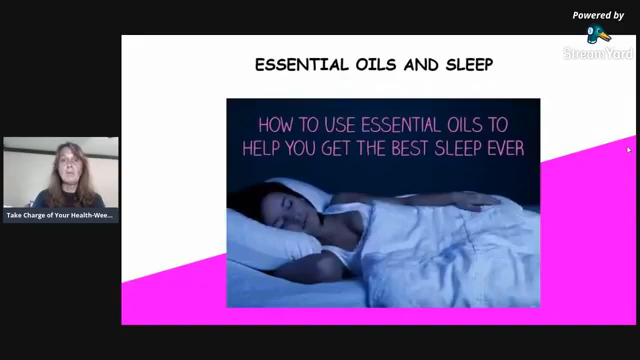 Powered by
StreamYard
ESSENTIAL OILS AND SLEEP
HOW TO USE ESSENTIAL OILS TO
HELP YOU GET THE BEST SLEEP EVER
Take Charge of Your Health-Wee...